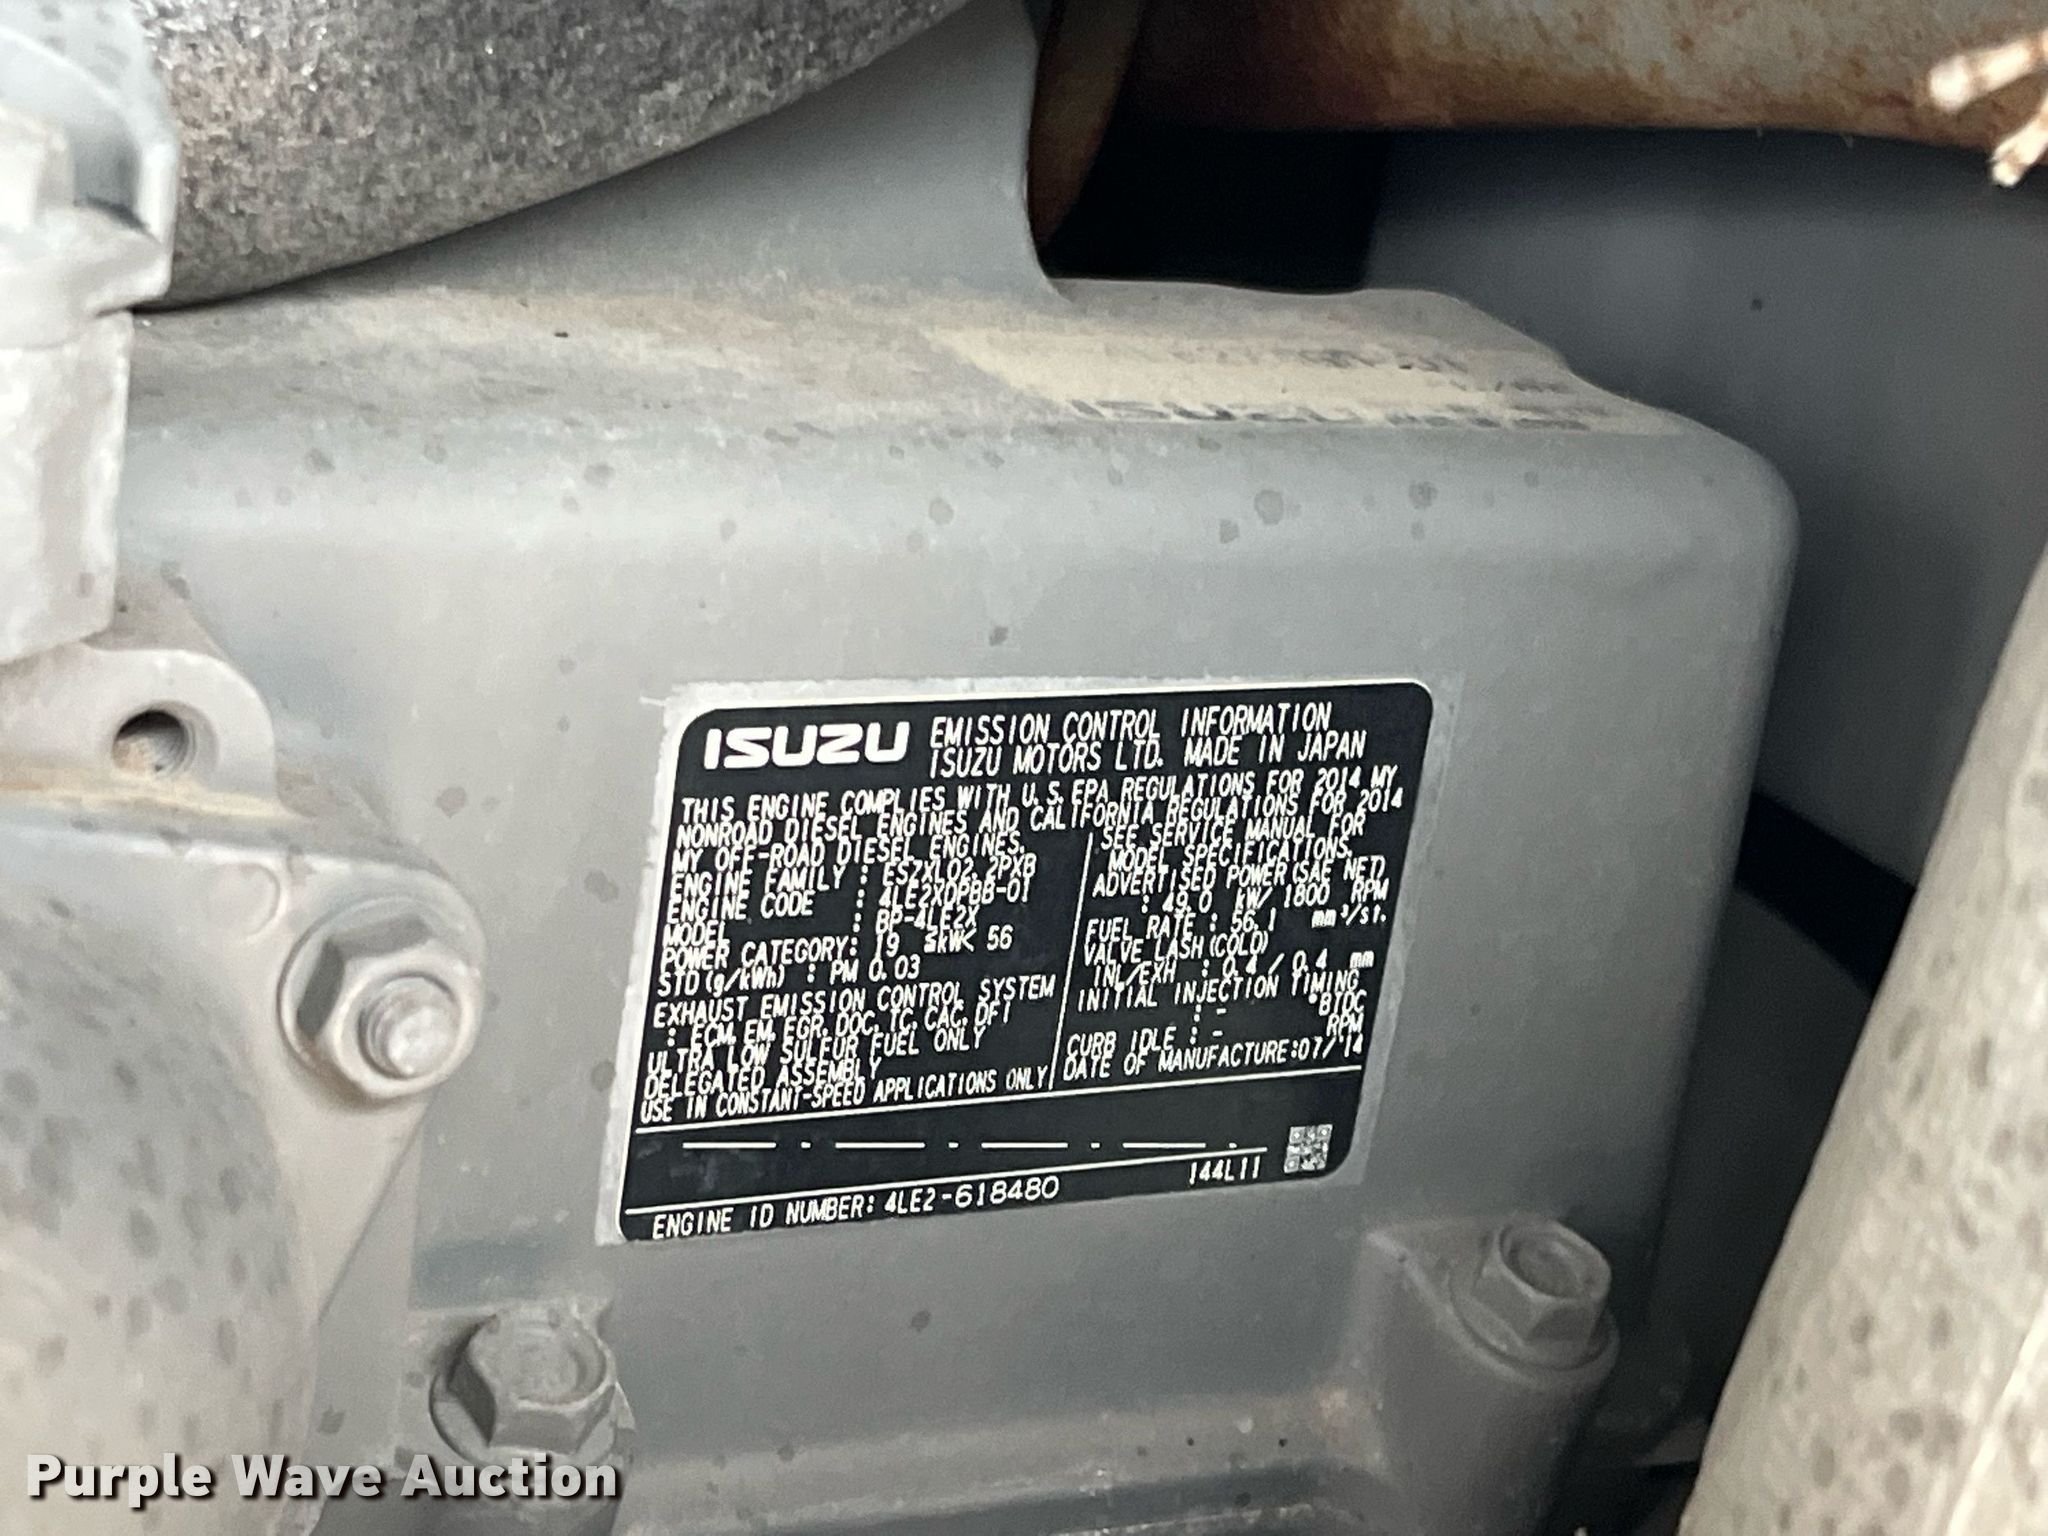 ISUZU EMISSION CONTROL INFORMATION
ISUZU MOTORS LTD. MADE IN JAPAN
THIS ENGINE COMPLIES WITH U.S. EPA REGULATIONS FOR 2014 MY
NONROAD DIESEL ENGINES AND CALIFORNIA REGULATIONS FOR 2014
MY OFF-ROAD DIESEL ENGINES.
ENGINE FAMILY : ESZXL02.2PXB
ENGINE CODE : 4LE2XDPBB-01
MODEL : BP-4LE2X
POWER CATEGORY: 19 ≤kW< 56
STD (g/kWh) : PM 0.03
EXHAUST EMISSION CONTROL SYSTEM
: ECM, EM, EGR, DOC, TC, CAC, DFI
ULTRA LOW SULFUR FUEL ONLY
DELEGATED ASSEMBLY
USE IN CONSTANT-SPEED APPLICATIONS ONLY
SEE SERVICE MANUAL FOR
MODEL SPECIFICATIONS.
ADVERTISED POWER (SAE NET)
: 49.0 kW/ 1800 RPM
FUEL RATE : 56.1 mm³/st.
VALVE LASH (COLD)
INL/EXH : 0.4 / 0.4 mm
INITIAL INJECTION TIMING
: - °BTDC
CURB IDLE : - RPM
DATE OF MANUFACTURE:07/'14
144L11
ENGINE ID NUMBER: 4LE2-618480
ISUZU
Purple Wave Auction